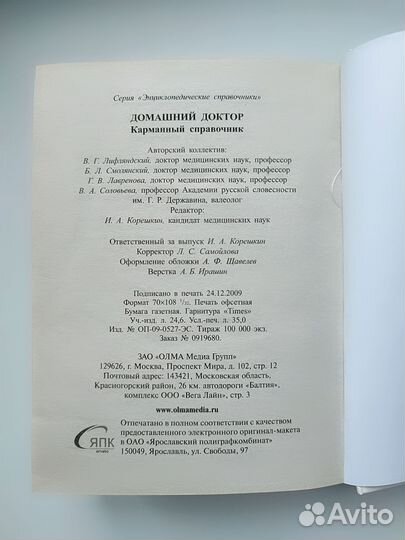 Серия «Энциклопедические справочники»
ДОМАШНИЙ ДОКТОР
Карманный справочник
Авторский коллектив:
В. Г. Лифляндский, доктор медицинских наук, профессор
Б. Л. Смолянский, доктор медицинских наук, профессор
Г. В. Лавренова, доктор медицинских наук, профессор
В. А. Соловьева, профессор Академии русской словесности
им. Г. Р. Державина, валеолог
Редактор:
И. А. Корешкин, кандидат медицинских наук
Ответственный за выпуск И. А. Корешкин
Корректор Л. С. Самойлова
Оформление обложки А. Ф. Щавелев
Верстка А. Б. Ирашин
Подписано в печать 24.12.2009
Формат 70×108 1/32. Печать офсетная
Бумага газетная. Гарнитура «Times»
Уч.-изд. л. 24,6. Усл.-печ. л. 35,0
Изд. № ОП-09-0527-ЭС. Тираж 100 000 экз.
Заказ № 0919680.
ЗАО «ОЛМА Медиа Групп»
129626, г. Москва, Проспект Мира, д. 102, стр. 12
Почтовый адрес: 143421, Московская область,
Красногорский район, 26 км. автодороги «Балтия»,
комплекс ООО «Вега Лайн», стр. 3
www.olmamedia.ru
Отпечатано в полном соответствии с качеством
предоставленного электронного оригинал-макета
в ОАО «Ярославский полиграфкомбинат»
150049, Ярославль, ул. Свободы, 97
ЯПК
Avito